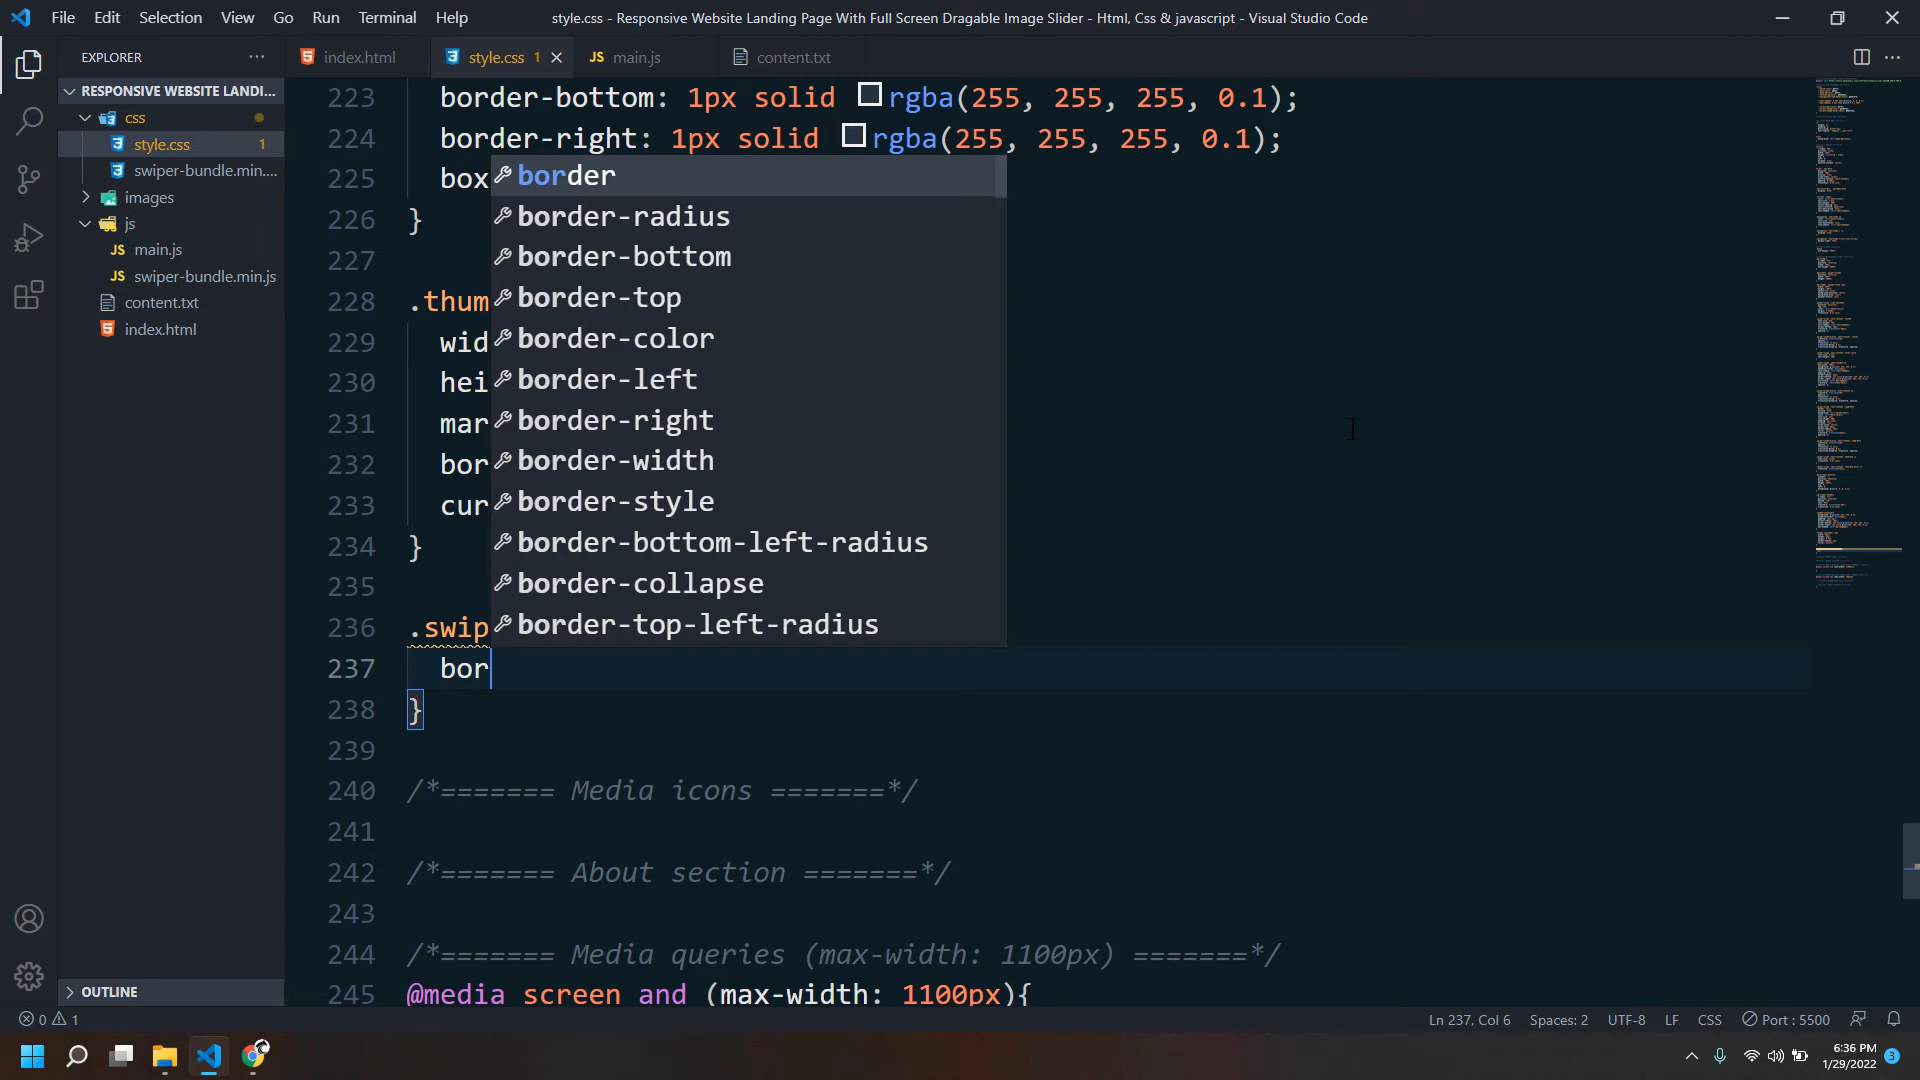 File Edit Selection View Go Run Terminal Help
style.css - Responsive Website Landing Page With Full Screen Dragable Image Slider - Html, Css & javascript - Visual Studio Code
EXPLORER
index.html
style.css 1
JS main.js
content.txt
RESPONSIVE WEBSITE LANDI...
css
style.css 1
swiper-bundle.min....
images
js
JS main.js
JS swiper-bundle.min.js
content.txt
index.html
OUTLINE
223 border-bottom: 1px solid rgba(255, 255, 255, 0.1);
224 border-right: 1px solid rgba(255, 255, 255, 0.1);
225 box
226 }
227
228 .thum
229 wid
230 hei
231 mar
232 bor
233 cur
234 }
235
236 .swip
237 bor
238 }
239
240 /*======= Media icons =======*/
241
242 /*======= About section =======*/
243
244 /*======= Media queries (max-width: 1100px) =======*/
245 @media screen and (max-width: 1100px){
border
border-radius
border-bottom
border-top
border-color
border-left
border-right
border-width
border-style
border-bottom-left-radius
border-collapse
border-top-left-radius
0 1
Ln 237, Col 6 Spaces: 2 UTF-8 LF CSS Port : 5500
6:36 PM
1/29/2022 3